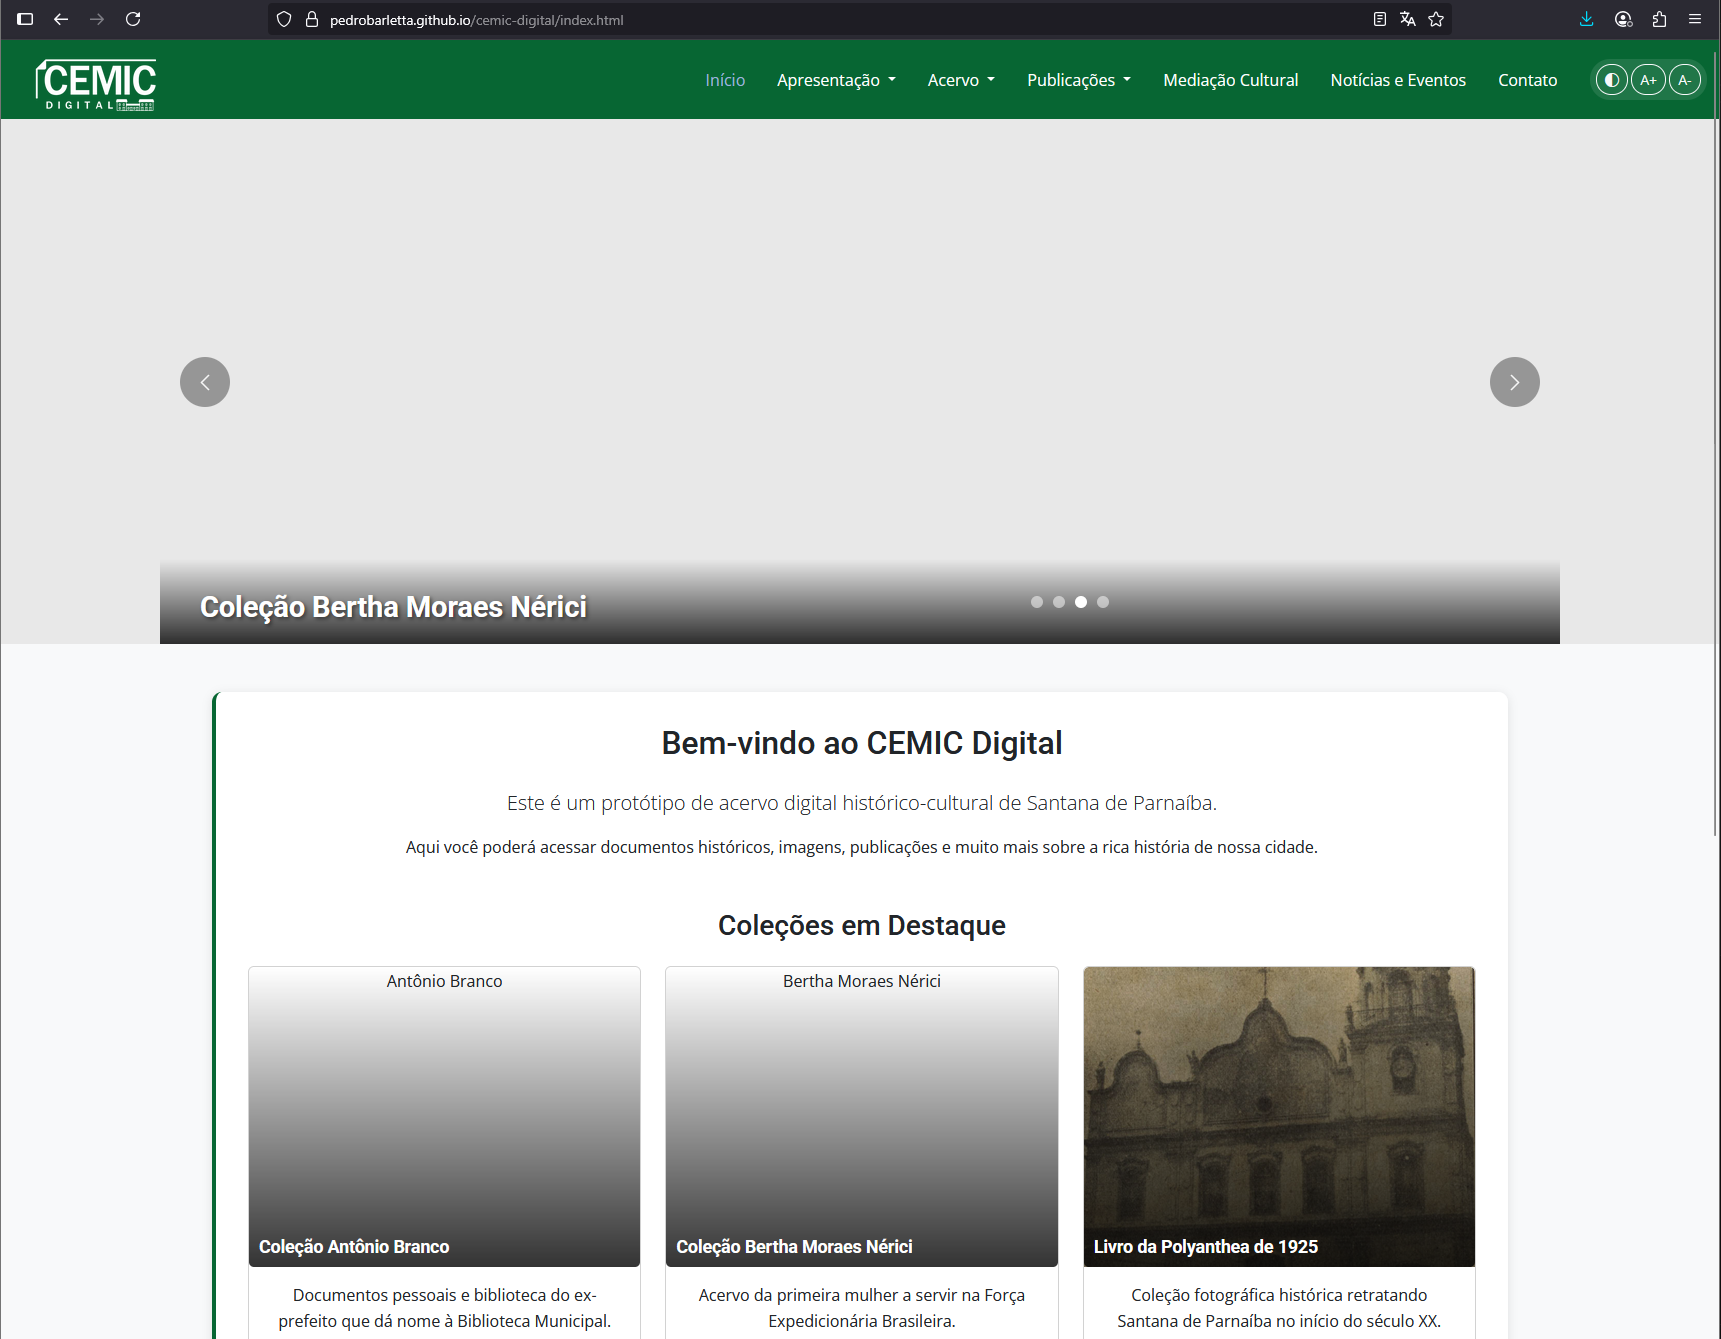 pedrobarletta.github.io/cemic-digital/index.html
CEMIC
DIGITAL
Início Apresentação Acervo Publicações Mediação Cultural Notícias e Eventos Contato A+ A-
Coleção Bertha Moraes Nérici
Bem-vindo ao CEMIC Digital
Este é um protótipo de acervo digital histórico-cultural de Santana de Parnaíba.
Aqui você poderá acessar documentos históricos, imagens, publicações e muito mais sobre a rica história de nossa cidade.
Coleções em Destaque
Antônio Branco
Coleção Antônio Branco
Documentos pessoais e biblioteca do ex-
prefeito que dá nome à Biblioteca Municipal.
Bertha Moraes Nérici
Coleção Bertha Moraes Nérici
Acervo da primeira mulher a servir na Força
Expedicionária Brasileira.
Livro da Polyanthea de 1925
Coleção fotográfica histórica retratando
Santana de Parnaíba no início do século XX.